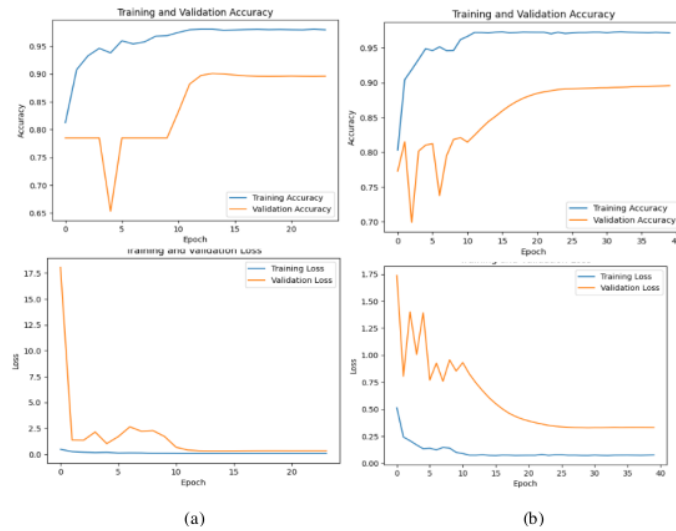 Training and Validation Accuracy
Accuracy
0.95
0.90
0.85
0.80
0.75
0.70
0.65
Training Accuracy
Validation Accuracy
0 5 10 15 20
Epoch
Training and Validation Loss
Loss
17.5
15.0
12.5
10.0
7.5
5.0
2.5
0.0
Training Loss
Validation Loss
0 5 10 15 20
Epoch
(a)
Training and Validation Accuracy
Accuracy
0.95
0.90
0.85
0.80
0.75
0.70
Training Accuracy
Validation Accuracy
0 5 10 15 20 25 30 35 40
Epoch
Loss
1.75
1.50
1.25
1.00
0.75
0.50
0.25
0.00
Training Loss
Validation Loss
0 5 10 15 20 25 30 35 40
Epoch
(b)